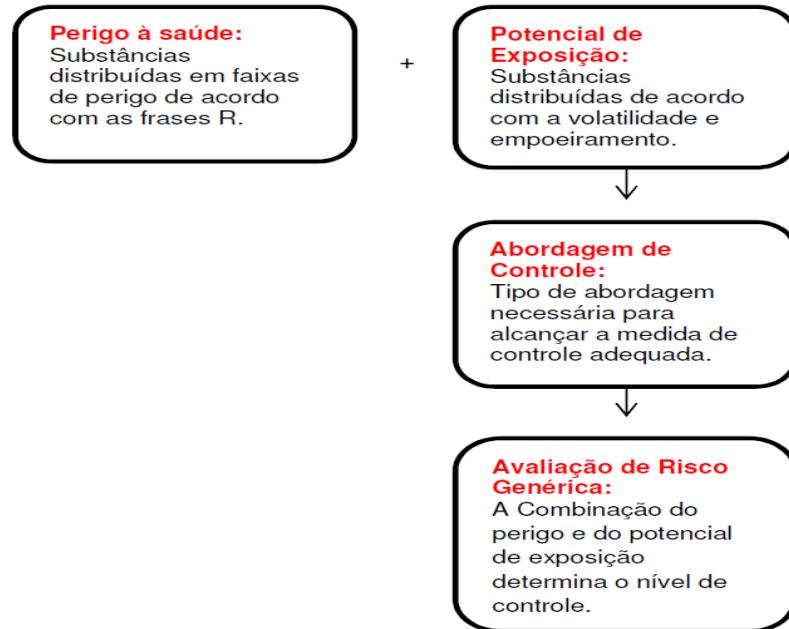 Perigo à saúde:
Substâncias
distribuídas em faixas
de perigo de acordo
com as frases R.
+
Potencial de
Exposição:
Substâncias
distribuídas de acordo
com a volatilidade e
empoeiramento.
Abordagem de
Controle:
Tipo de abordagem
necessária para
alcançar a medida de
controle adequada.
Avaliação de Risco
Genérica:
A Combinação do
perigo e do potencial
de exposição
determina o nível de
controle.